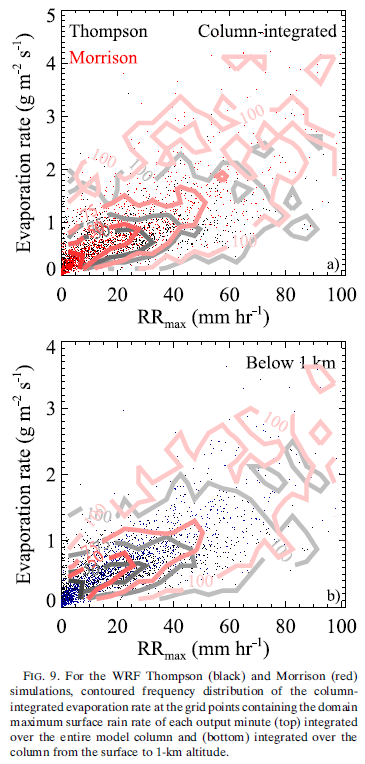 5
Thompson
Column-integrated
Morrison
4
100
3
100
100
2
1
100
0
a)
0 20 40 60 80 100
RRmax (mm hr-1)
Evaporation rate (g m-2 s-1)
4
Below 1 km
3
100
2
100
1
100
100
0
b)
0 20 40 60 80 100
RRmax (mm hr-1)
Evaporation rate (g m-2 s-1)
FIG. 9. For the WRF Thompson (black) and Morrison (red)
simulations, contoured frequency distribution of the column-
integrated evaporation rate at the grid points containing the domain
maximum surface rain rate of each output minute (top) integrated
over the entire model column and (bottom) integrated over the
column from the surface to 1-km altitude.